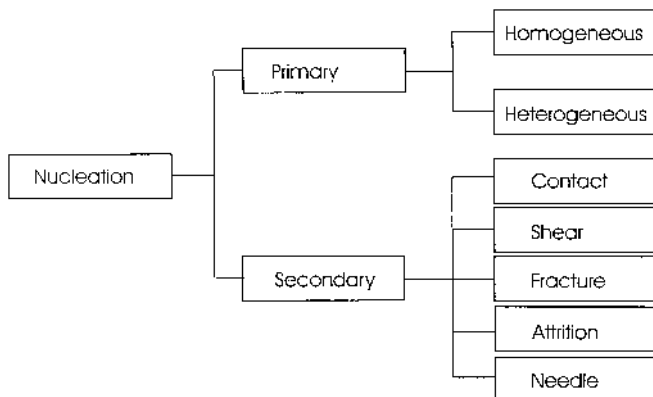 Nucleation
Primary
Homogeneous
Heterogeneous
Secondary
Contact
Shear
Fracture
Attrition
Needle